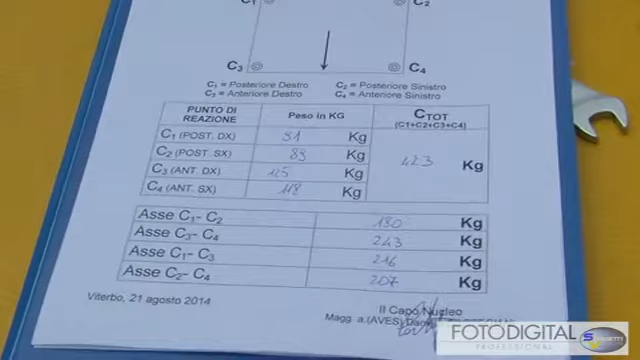 C1 C2
C3 C4
C1 = Posteriore Destro C2 = Posteriore Sinistro
C3 = Anteriore Destro C4 = Anteriore Sinistro
PUNTO DI REAZIONE Peso in KG CTOT (C1+C2+C3+C4)
C1 (POST. DX) 91 Kg
C2 (POST. SX) 89 Kg 423 Kg
C3 (ANT. DX) 125 Kg
C4 (ANT. SX) 118 Kg
Asse C1- C2 180 Kg
Asse C3- C4 243 Kg
Asse C1- C3 216 Kg
Asse C2- C4 207 Kg
Viterbo, 21 agosto 2014
Il Capo Nucleo
Magg. a.(AVES)
FOTODIGITAL
PROFESSIONAL